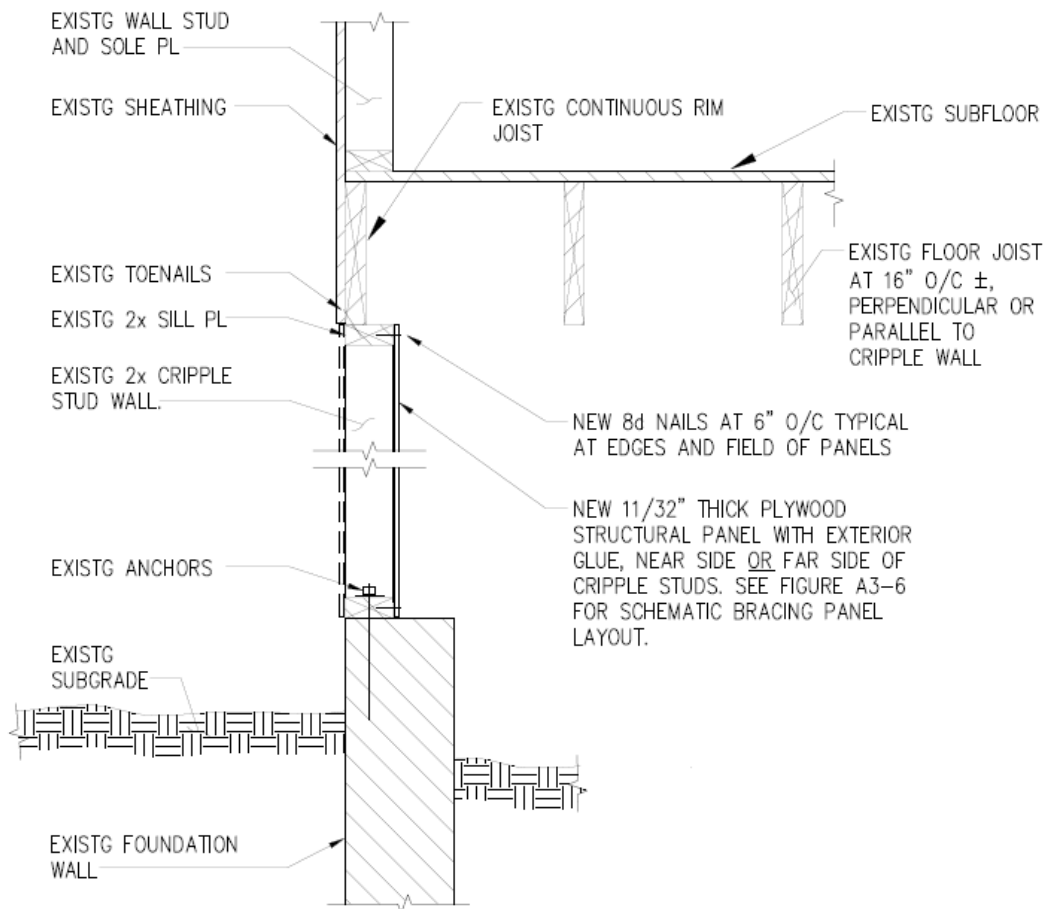 EXISTG WALL STUD
AND SOLE PL
EXISTG SHEATHING
EXISTG CONTINUOUS RIM
JOIST
EXISTG SUBFLOOR
EXISTG TOENAILS
EXISTG 2x SILL PL
EXISTG 2x CRIPPLE
STUD WALL.
EXISTG FLOOR JOIST
AT 16" O/C ±,
PERPENDICULAR OR
PARALLEL TO
CRIPPLE WALL
NEW 8d NAILS AT 6" O/C TYPICAL
AT EDGES AND FIELD OF PANELS
NEW 11/32" THICK PLYWOOD
STRUCTURAL PANEL WITH EXTERIOR
GLUE, NEAR SIDE OR FAR SIDE OF
CRIPPLE STUDS. SEE FIGURE A3-6
FOR SCHEMATIC BRACING PANEL
LAYOUT.
EXISTG ANCHORS
EXISTG
SUBGRADE
EXISTG FOUNDATION
WALL